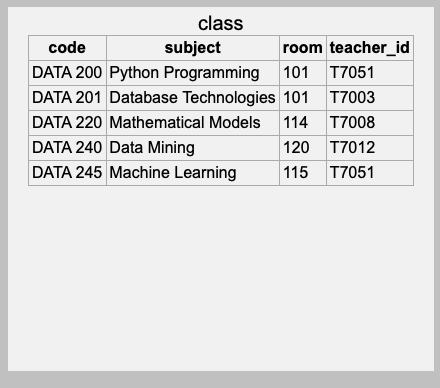 class
code subject room teacher_id
DATA 200 Python Programming 101 T7051
DATA 201 Database Technologies 101 T7003
DATA 220 Mathematical Models 114 T7008
DATA 240 Data Mining 120 T7012
DATA 245 Machine Learning 115 T7051